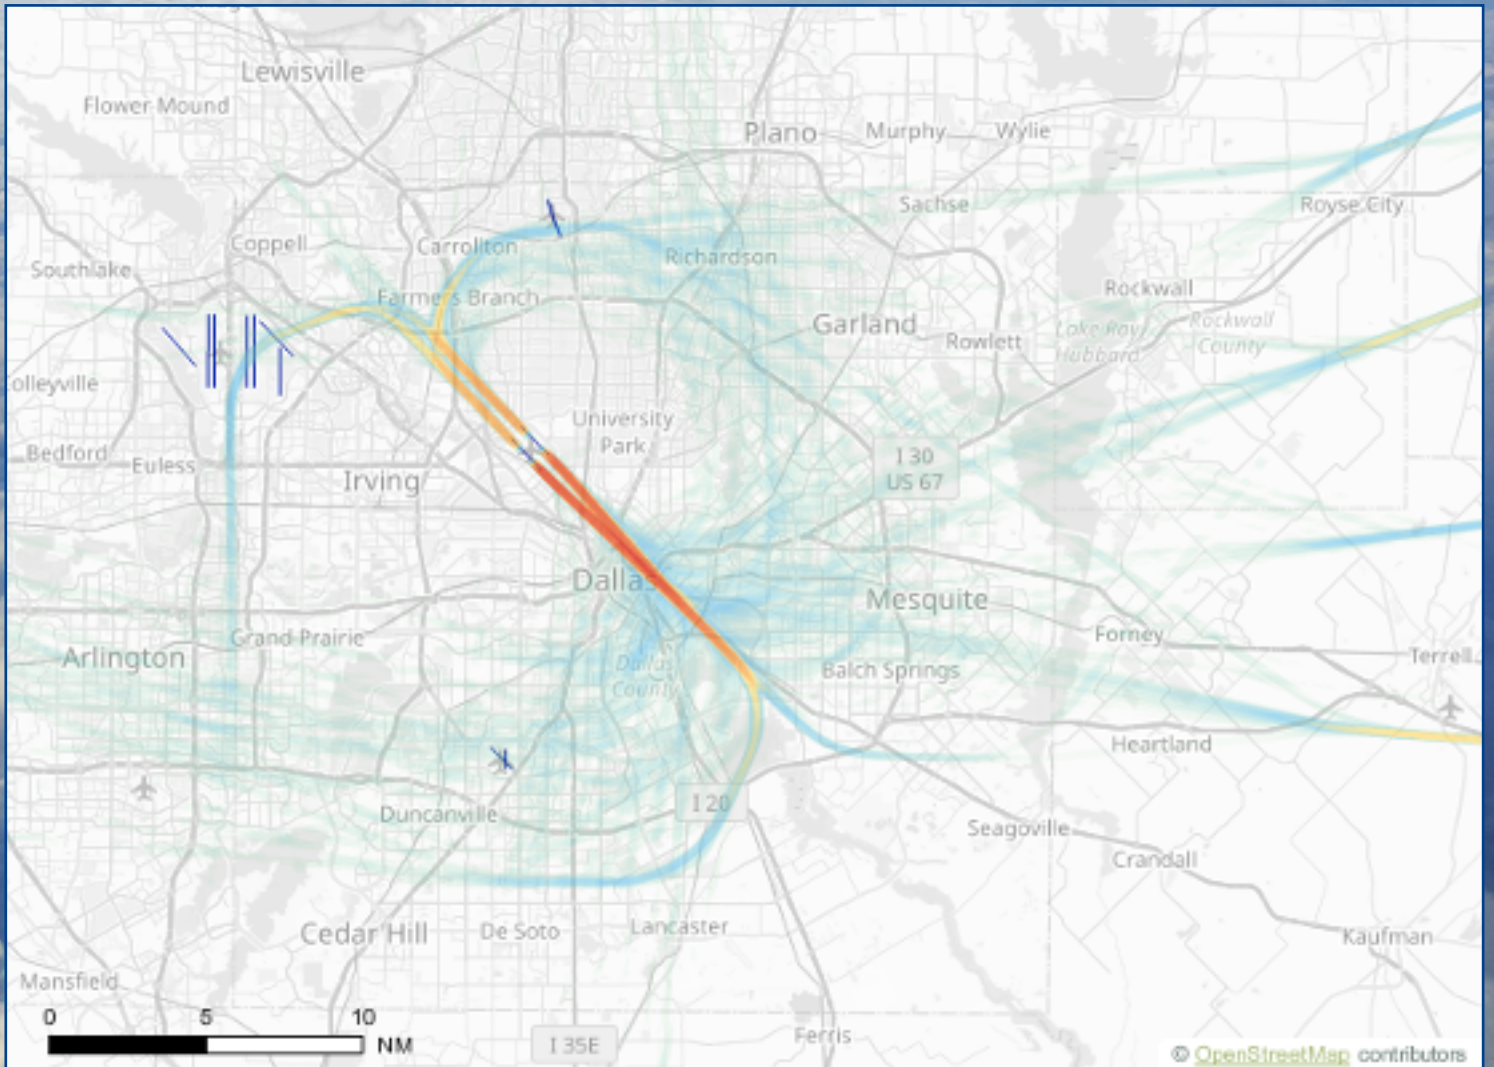 Lewisville
Flower Mound
Plano
Murphy
Wylie
Sachse
Royse City
Coppell
Carrollton
Richardson
Southlake
Farmers Branch
Rockwall
Garland
Lake Ray
Hubbard
Rockwall
County
Rowlett
olleyville
University
Park
Bedford
Euless
Irving
I 30
US 67
Dallas
Mesquite
Grand Prairie
Forney
Arlington
Dallas
County
Balch Springs
Terrell
Heartland
Duncanville
I 20
Seagoville
Crandall
Cedar Hill
De Soto
Lancaster
Kaufman
Mansfield
0 5 10
NM
I 35E
Ferris
© OpenStreetMap contributors